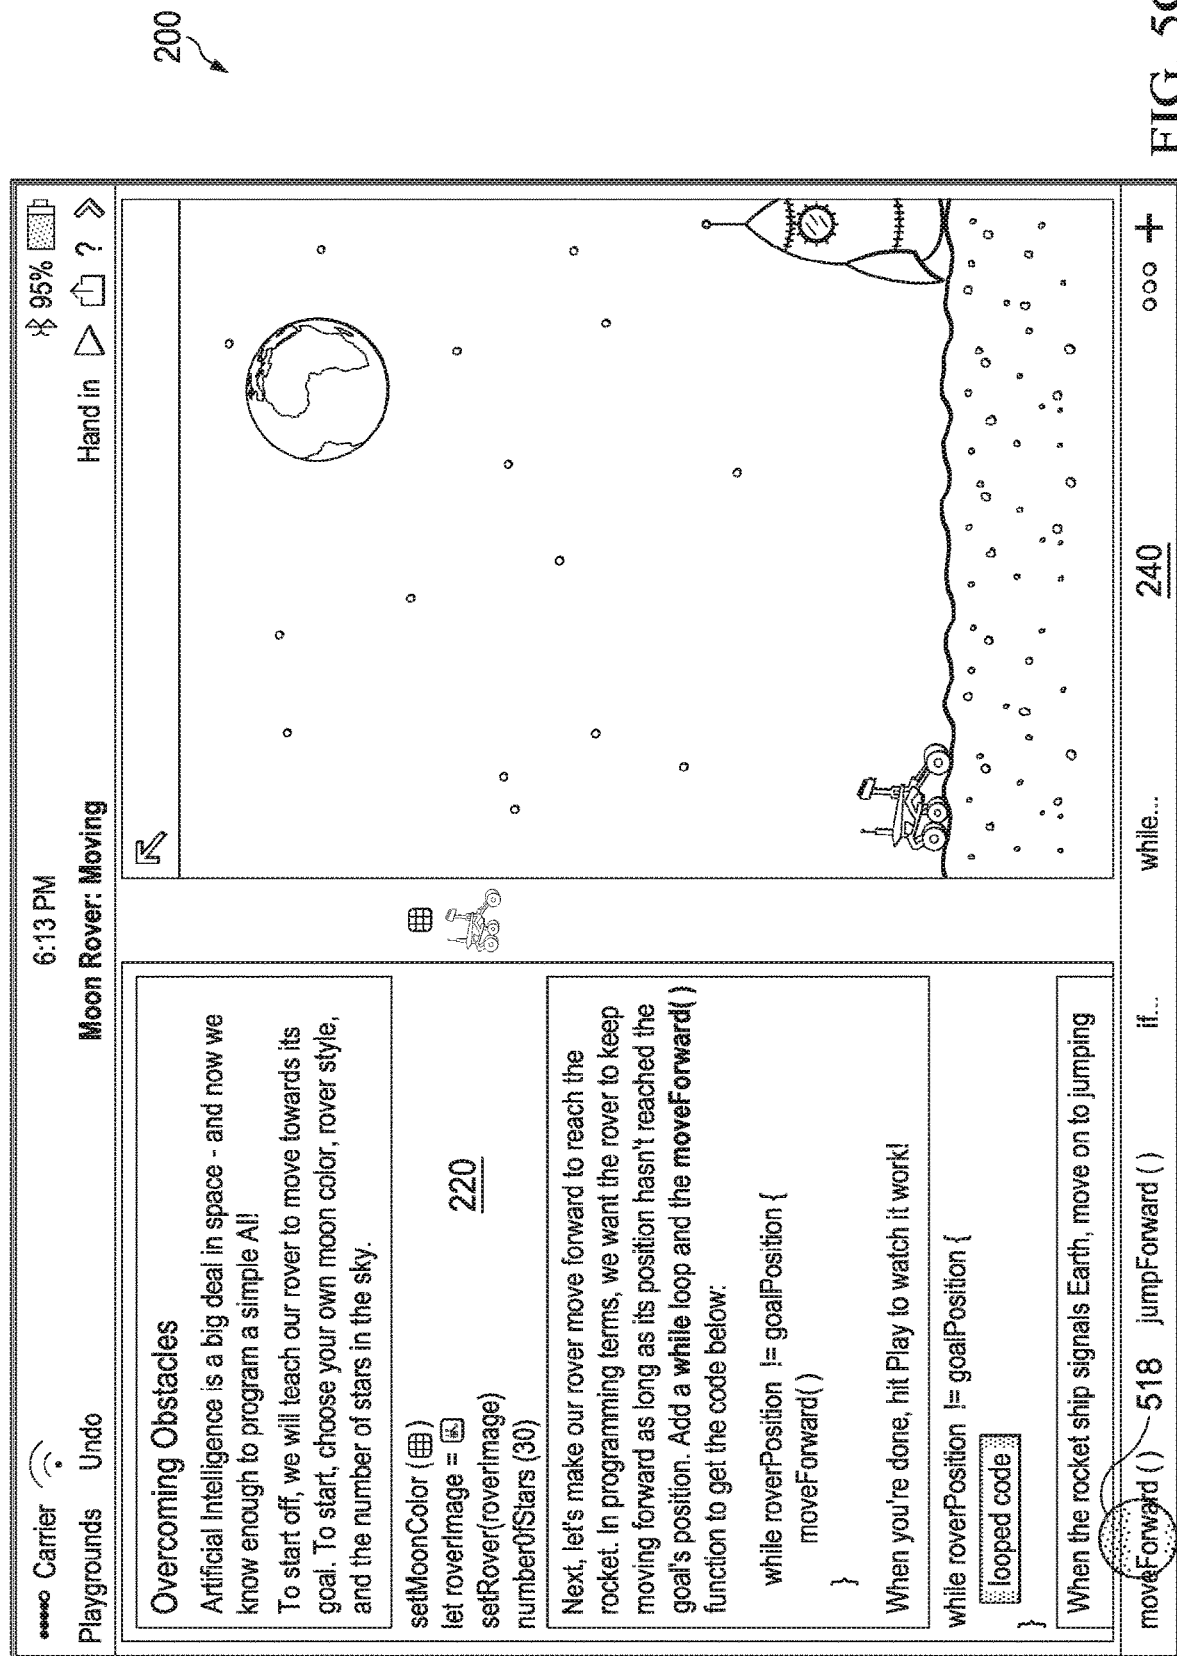 200
Carrier
6:13 PM
95%
Playgrounds Undo
Moon Rover: Moving
Hand in ?
Overcoming Obstacles
Artificial Intelligence is a big deal in space - and now we
know enough to program a simple AI!
To start off, we will teach our rover to move towards its
goal. To start, choose your own moon color, rover style,
and the number of stars in the sky.
setMoonColor ( )
let roverImage =
setRover(roverImage)
number0fStars (30)
220
Next, let's make our rover move forward to reach the
rocket. In programming terms, we want the rover to keep
moving forward as long as its position hasn't reached the
goal's position. Add a while loop and the moveForward( )
function to get the code below:
while roverPosition != goalPosition {
moveForward( )
}
When you're done, hit Play to watch it work!
while roverPosition != goalPosition {
looped code
}
When the rocket ship signals Earth, move on to jumping
moveForward ( ) 518 jumpForward ( ) if... while... 240 ooo +
FIG.